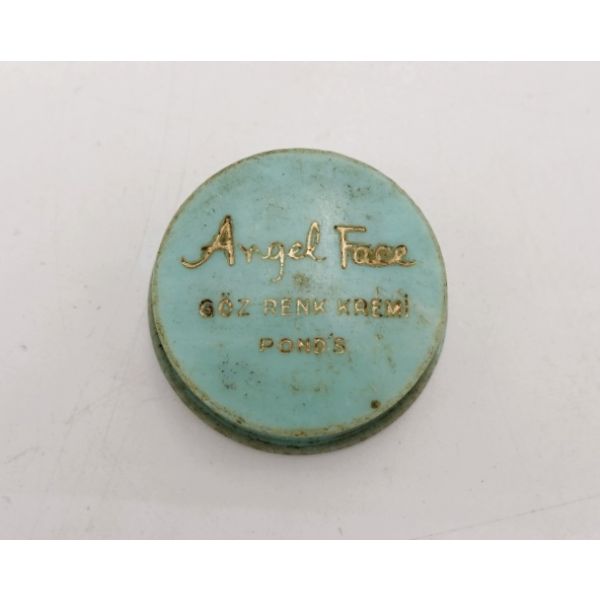 Angel Face
GÖZ RENK KREMİ
POND'S